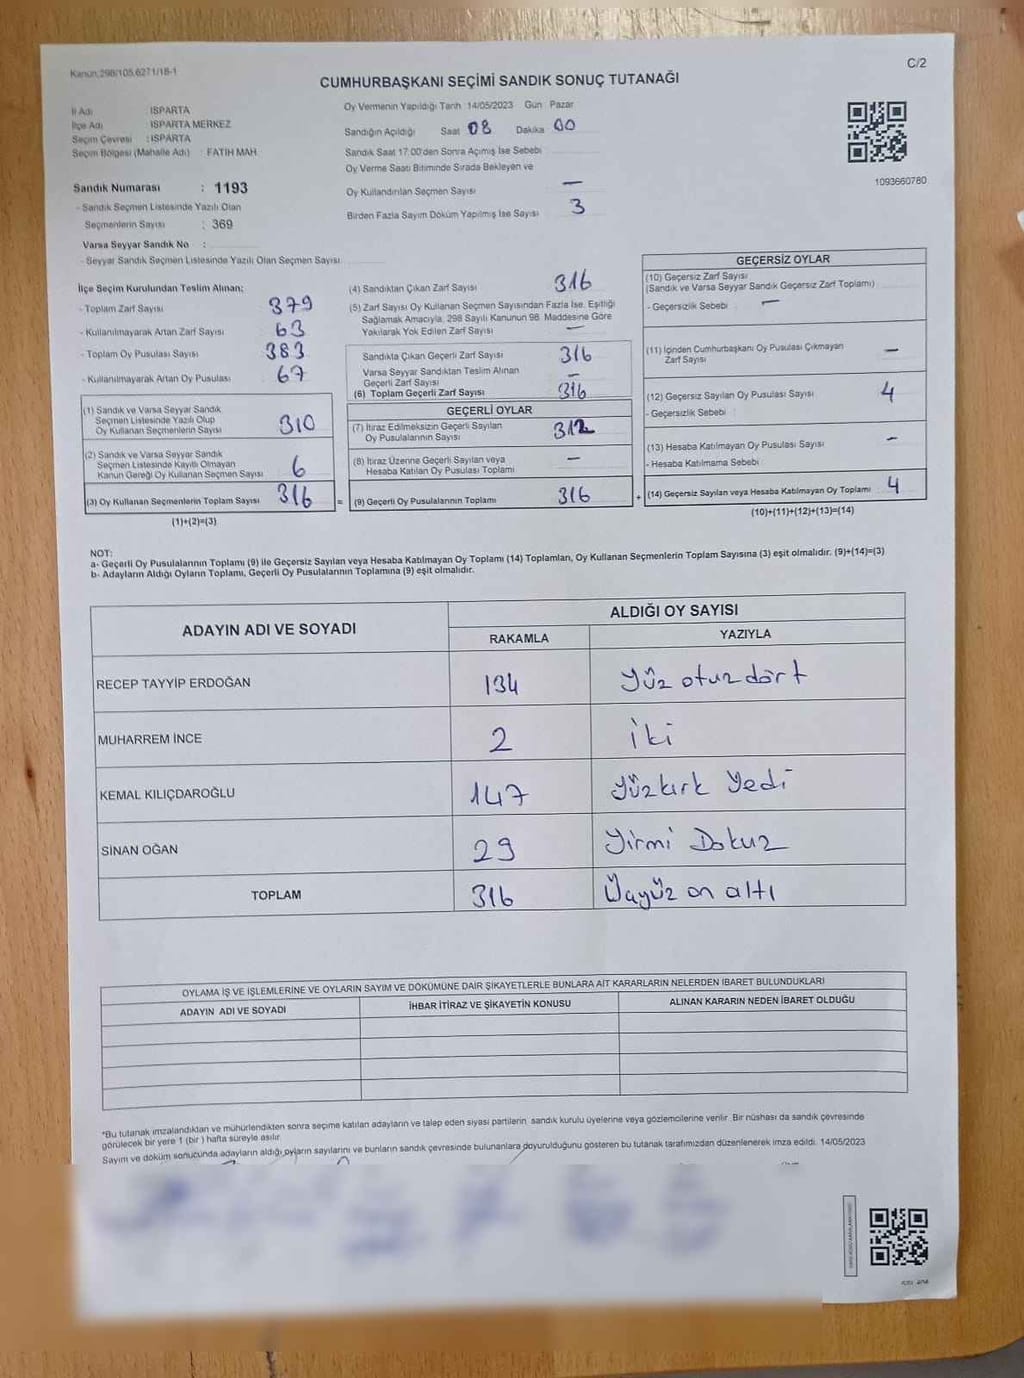 Kanun:298/105,6271/18-1
C/2
CUMHURBAŞKANI SEÇİMİ SANDIK SONUÇ TUTANAĞI
İl Adı : ISPARTA
İlçe Adı : ISPARTA MERKEZ
Seçim Çevresi : ISPARTA
Seçim Bölgesi (Mahalle Adı) : FATİH MAH.
Sandık Numarası : 1193
- Sandık Seçmen Listesinde Yazılı Olan
Seçmenlerin Sayısı : 369
Varsa Seyyar Sandık No :
- Seyyar Sandık Seçmen Listesinde Yazılı Olan Seçmen Sayısı
Oy Vermenin Yapıldığı Tarih 14/05/2023 Gün : Pazar
Sandığın Açıldığı Saat 08 Dakika 00
Sandık Saat 17:00'den Sonra Açılmış İse Sebebi
Oy Verme Saati Bitiminde Sırada Bekleyen ve
Oy Kullandırılan Seçmen Sayısı —
Birden Fazla Sayım Döküm Yapılmış İse Sayısı 3
1093660780
İlçe Seçim Kurulundan Teslim Alınan:
- Toplam Zarf Sayısı 379
- Kullanılmayarak Artan Zarf Sayısı 63
- Toplam Oy Pusulası Sayısı 383
- Kullanılmayarak Artan Oy Pusulası 67
(1) Sandık ve Varsa Seyyar Sandık
Seçmen Listesinde Yazılı Olup
Oy Kullanan Seçmenlerin Sayısı 310
(2) Sandık ve Varsa Seyyar Sandık
Seçmen Listesinde Kayıtlı Olmayan
Kanun Gereği Oy Kullanan Seçmen Sayısı 6
(3) Oy Kullanan Seçmenlerin Toplam Sayısı 316 =
(1)+(2)=(3)
(4) Sandıktan Çıkan Zarf Sayısı 316
(5) Zarf Sayısı Oy Kullanan Seçmen Sayısından Fazla İse, Eşitliği
Sağlamak Amacıyla, 298 Sayılı Kanunun 98. Maddesine Göre
Yakılarak Yok Edilen Zarf Sayısı —
Sandıkta Çıkan Geçerli Zarf Sayısı 316
Varsa Seyyar Sandıktan Teslim Alınan
Geçerli Zarf Sayısı —
(6) Toplam Geçerli Zarf Sayısı 316
GEÇERLİ OYLAR
(7) İtiraz Edilmeksizin Geçerli Sayılan
Oy Pusulalarının Sayısı 312
(8) İtiraz Üzerine Geçerli Sayılan veya
Hesaba Katılan Oy Pusulası Toplamı —
(9) Geçerli Oy Pusulalarının Toplamı 316 +
GEÇERSİZ OYLAR
(10) Geçersiz Zarf Sayısı
(Sandık ve Varsa Seyyar Sandık Geçersiz Zarf Toplamı)
- Geçersizlik Sebebi : —
(11) İçinden Cumhurbaşkanı Oy Pusulası Çıkmayan
Zarf Sayısı —
(12) Geçersiz Sayılan Oy Pusulası Sayısı 4
- Geçersizlik Sebebi :
(13) Hesaba Katılmayan Oy Pusulası Sayısı —
- Hesaba Katılmama Sebebi
(14) Geçersiz Sayılan veya Hesaba Katılmayan Oy Toplamı 4
(10)+(11)+(12)+(13)=(14)
NOT:
a- Geçerli Oy Pusulalarının Toplamı (9) ile Geçersiz Sayılan veya Hesaba Katılmayan Oy Toplamı (14) Toplamları, Oy Kullanan Seçmenlerin Toplam Sayısına (3) eşit olmalıdır. (9)+(14)=(3)
b- Adayların Aldığı Oyların Toplamı, Geçerli Oy Pusulalarının Toplamına (9) eşit olmalıdır.
ADAYIN ADI VE SOYADI
ALDIĞI OY SAYISI
RAKAMLA YAZIYLA
RECEP TAYYİP ERDOĞAN 134 Yüz otuz dört
MUHARREM İNCE 2 iki
KEMAL KILIÇDAROĞLU 147 Yüzkırk Yedi
SİNAN OĞAN 29 Yirmi Dokuz
TOPLAM 316 Üçyüz on altı
OYLAMA İŞ VE İŞLEMLERİNE VE OYLARIN SAYIM VE DÖKÜMÜNE DAİR ŞİKAYETLERLE BUNLARA AİT KARARLARIN NELERDEN İBARET BULUNDUKLARI
ADAYIN ADI VE SOYADI İHBAR İTİRAZ VE ŞİKAYETİN KONUSU ALINAN KARARIN NEDEN İBARET OLDUĞU
*Bu tutanak imzalandıktan ve mühürlendikten sonra seçime katılan adayların ve talep eden siyasi partilerin sandık kurulu üyelerine veya gözlemcilerine verilir. Bir nüshası da sandık çevresinde
görülecek bir yere 1 (bir) hafta süreyle asılır.
Sayım ve döküm sonucunda adayların aldığı oyların sayılarını ve bunların sandık çevresinde bulunanlara doyurulduğunu gösteren bu tutanak tarafımızdan düzenlenerek imza edildi. 14/05/2023